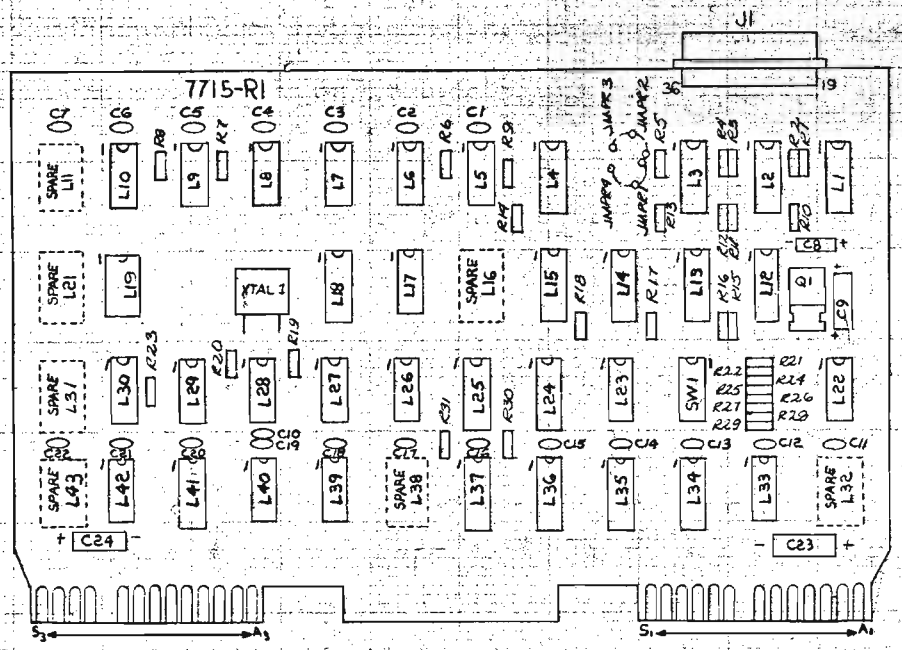 J1
36 19
7715-R1
C7 C6 C5 C4 C3 C2 C1
R8 R7 R6 R9 R5 R4 R3 R2 R1
JMPR3 JMPR2
SPARE L11 L10 L9 L8 L7 L6 L5 L4 L3 L2 L1
JMPR4 JMPR1
R14 R13 R12 R11 R10
C8 +
SPARE L21 L19 XTAL 1 L18 L17 SPARE L16 L15 R18 L14 R17 L13 R16 R15 L12 Q1 C9 +
R23 R20 R19
SPARE L31 L30 L29 L28 L27 L26 L25 L24 L23 SW1 L22
R22 R21
R25 R24
R27 R26
R29 R28
R31 R30
C10
C22 C21 C20 C19 C18 C17 C16 C15 C14 C13 C12 C11
SPARE L43 L42 L41 L40 L39 SPARE L38 L37 L36 L35 L34 L33 SPARE L32
+ C24 - - C23 +
S3 A3 S1 A1